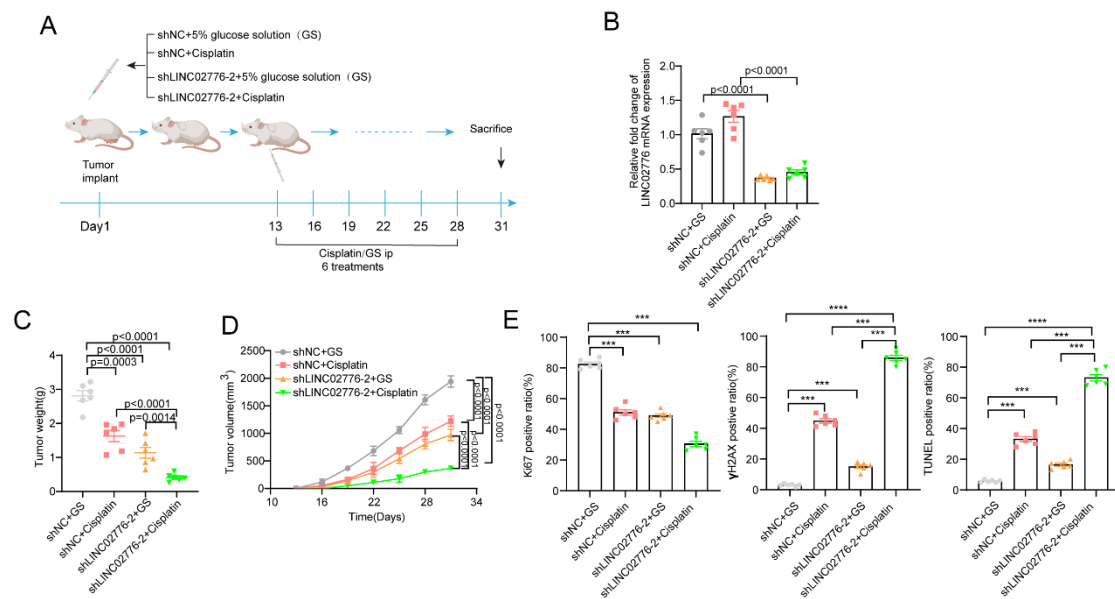 A
shNC+5% glucose solution（GS）
shNC+Cisplatin
shLINC02776-2+5% glucose solution（GS）
shLINC02776-2+Cisplatin
Sacrifice
Tumor
implant
Day1
13 16 19 22 25 28 31
Cisplatin/GS ip
6 treatments
B
Relative fold change of
LINC02776 mRNA expression
2.0
1.5
1.0
0.5
0.0
p<0.0001
p<0.0001
shNC+GS
shNC+Cisplatin
shLINC02776-2+GS
shLINC02776-2+Cisplatin
C
Tumor weight(g)
4
3
2
1
0
p<0.0001
p<0.0001
p=0.0003
p<0.0001
p=0.0014
shNC+GS
shNC+Cisplatin
shLINC02776-2+GS
shLINC02776-2+Cisplatin
D
Tumor volume(mm3)
2500
2000
1500
1000
500
0
shNC+GS
shNC+Cisplatin
shLINC02776-2+GS
shLINC02776-2+Cisplatin
p<0.0001
p<0.0001
p<0.0001
p<0.0001
p<0.0001
10 16 22 28 34
Time(Days)
E
Ki67 positive ratio(%)
100
80
60
40
20
0
***
***
***
shNC+GS
shNC+Cisplatin
shLINC02776-2+GS
shLINC02776-2+Cisplatin
γH2AX postive ratio(%)
100
80
60
40
20
0
****
***
***
***
***
shNC+GS
shNC+Cisplatin
shLINC02776-2+GS
shLINC02776-2+Cisplatin
TUNEL positive ratio(%)
100
80
60
40
20
0
****
***
***
***
***
shNC+GS
shNC+Cisplatin
shLINC02776-2+GS
shLINC02776-2+Cisplatin